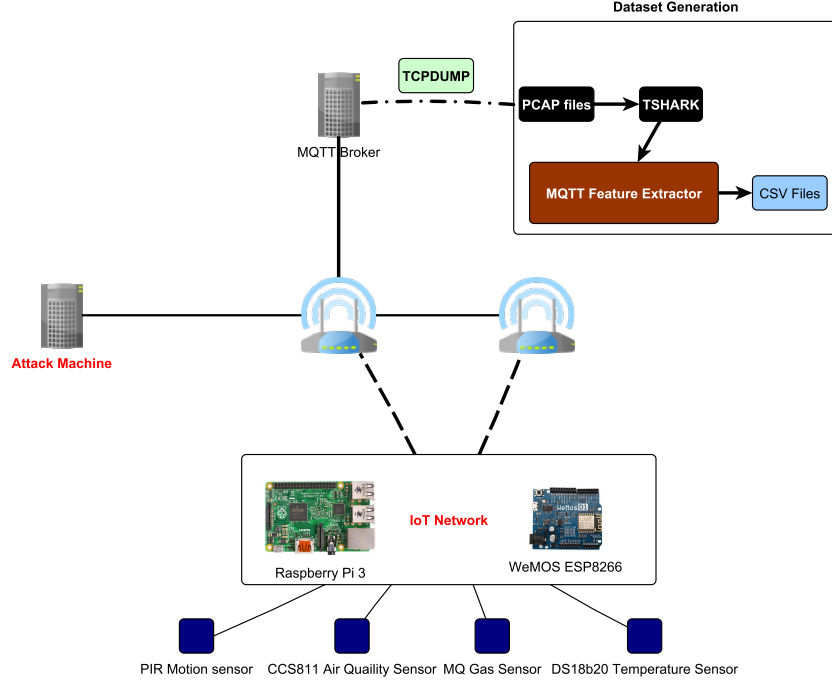 Dataset Generation
TCPDUMP
PCAP files
TSHARK
MQTT Broker
MQTT Feature Extractor
CSV Files
Attack Machine
IoT Network
WeMosD1
Raspberry Pi 3
WeMOS ESP8266
PIR Motion sensor
CCS811 Air Quaility Sensor
MQ Gas Sensor
DS18b20 Temperature Sensor